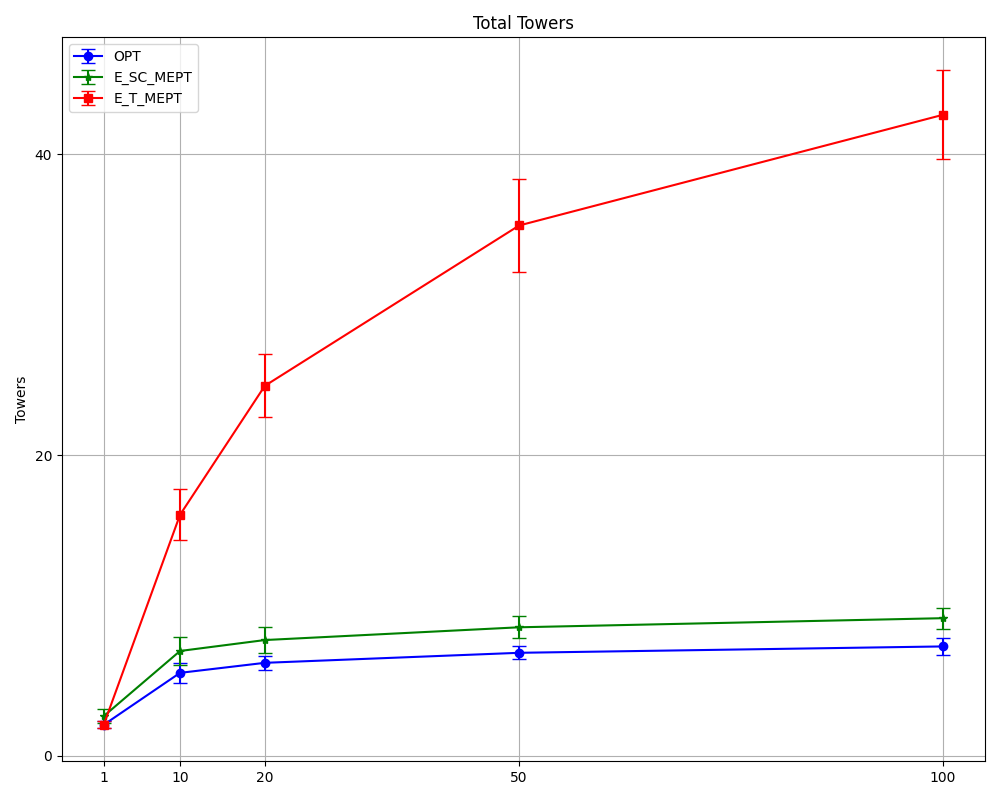 Total Towers
OPT
E_SC_MEPT
E_T_MEPT
Towers
40
20
0
1 10 20 50 100